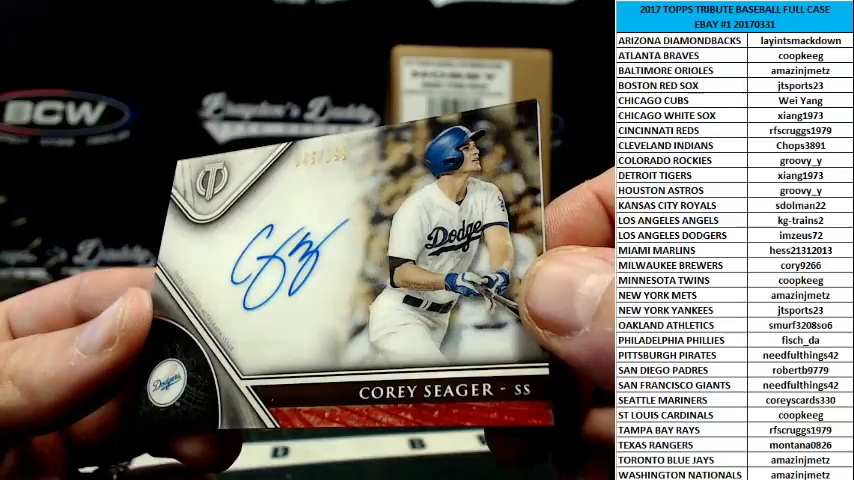 2017 TOPPS TRIBUTE BASEBALL FULL CASE
EBAY #1 20170331
ARIZONA DIAMONDBACKS layintsmackdown
ATLANTA BRAVES coopkeeg
BALTIMORE ORIOLES amazinjmetz
BOSTON RED SOX jtsports23
CHICAGO CUBS Wei Yang
CHICAGO WHITE SOX xiang1973
CINCINNATI REDS rfscruggs1979
CLEVELAND INDIANS Chops3891
COLORADO ROCKIES groovy_y
DETROIT TIGERS xiang1973
HOUSTON ASTROS groovy_y
KANSAS CITY ROYALS sdolman22
LOS ANGELES ANGELS kg-trains2
LOS ANGELES DODGERS imzeus72
MIAMI MARLINS hess21312013
MILWAUKEE BREWERS cory9266
MINNESOTA TWINS coopkeeg
NEW YORK METS amazinjmetz
NEW YORK YANKEES jtsports23
OAKLAND ATHLETICS smurf3208so6
PHILADELPHIA PHILLIES fisch_da
PITTSBURGH PIRATES needfulthings42
SAN DIEGO PADRES robertb9779
SAN FRANCISCO GIANTS needfulthings42
SEATTLE MARINERS coreyscards330
ST LOUIS CARDINALS coopkeeg
TAMPA BAY RAYS rfscruggs1979
TEXAS RANGERS montana0826
TORONTO BLUE JAYS amazinjmetz
WASHINGTON NATIONALS amazinjmetz
BCW
HOBBY
Dodgers
Dodgers
COREY SEAGER - SS
D B